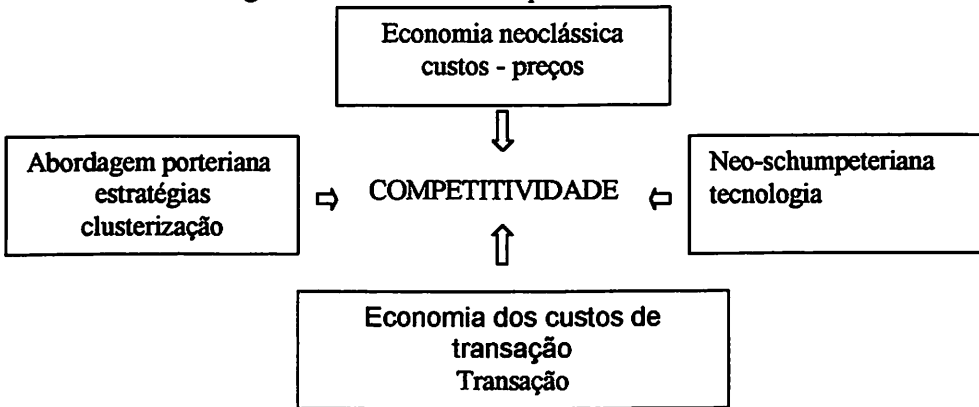 Economia neoclássica
custos - preços
Abordagem porteriana
estratégias
clusterização
COMPETITIVIDADE
Neo-schumpeteriana
tecnologia
Economia dos custos de
transação
Transação